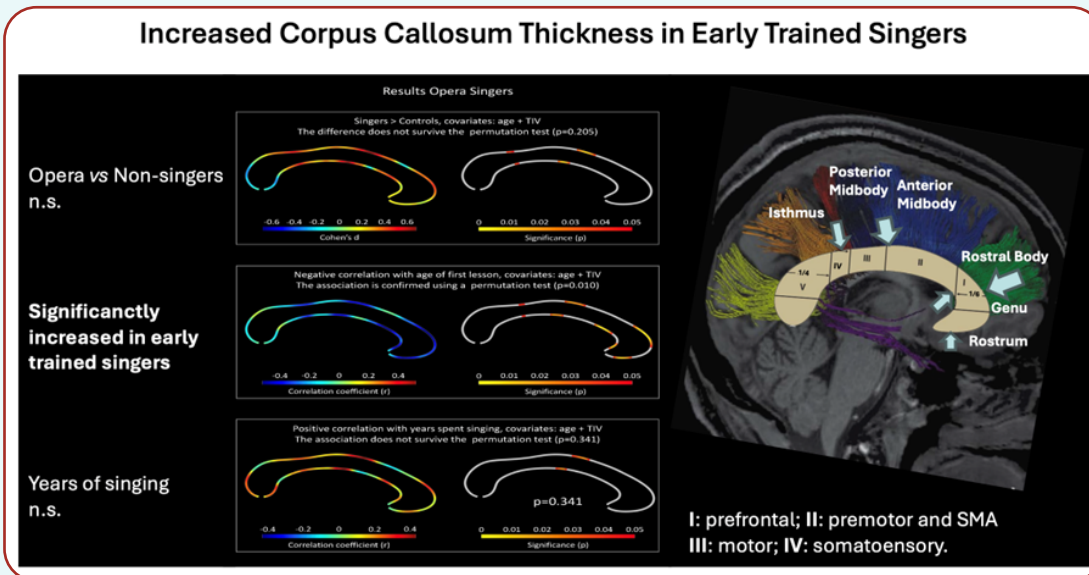 Increased Corpus Callosum Thickness in Early Trained Singers
Results Opera Singers
Opera vs Non-singers
n.s.
Singers > Controls, covariates: age + TIV
The difference does not survive the permutation test (p=0.205)
-0.6 -0.4 -0.2 0 0.2 0.4 0.6
Cohen's d
0 0.01 0.02 0.03 0.04 0.05
Significance (p)
Significanctly
increased in early
trained singers
Negative correlation with age of first lesson, covariates: age + TIV
The association is confirmed using a permutation test (p=0.010)
-0.4 -0.2 0 0.2 0.4
Correlation coefficient (r)
0 0.01 0.02 0.03 0.04 0.05
Significance (p)
Years of singing
n.s.
Positive correlation with years spent singing, covariates: age + TIV
The association does not survive the permutation test (p=0.341)
p=0.341
-0.4 -0.2 0 0.2 0.4
Correlation coefficient (r)
0 0.01 0.02 0.03 0.04 0.05
Significance (p)
Posterior
Midbody
Anterior
Midbody
Isthmus
Rostral Body
Genu
Rostrum
1/4
V
IV
III
II
I
1/6
I: prefrontal; II: premotor and SMA
III: motor; IV: somatoensory.